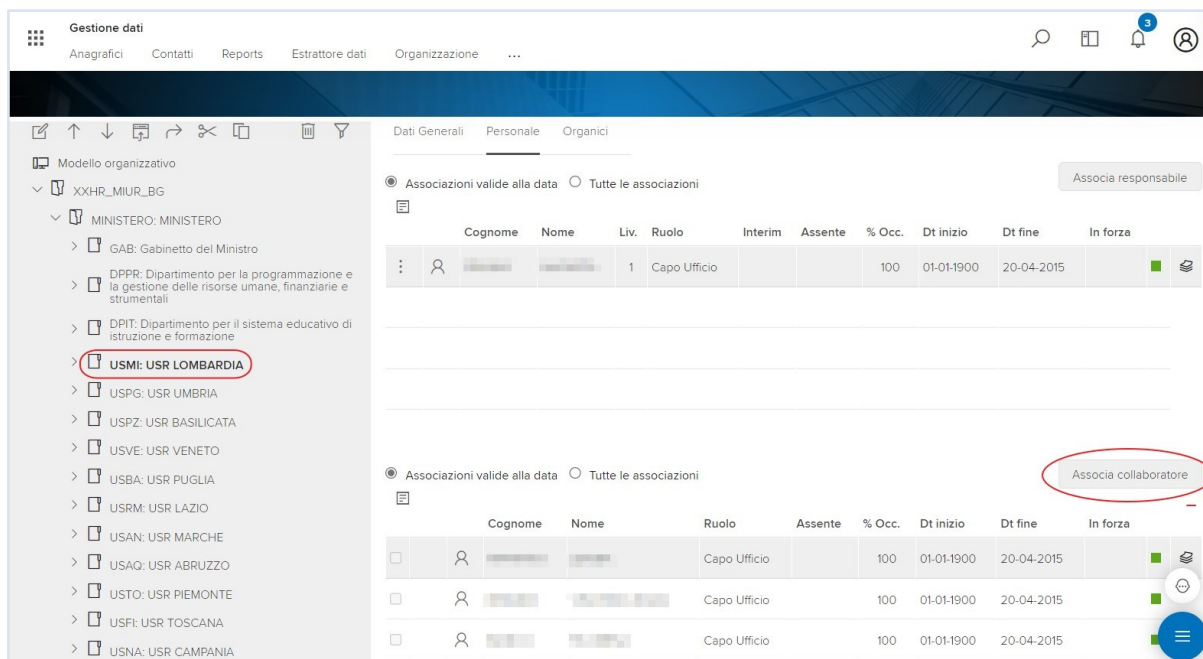 Gestione dati
Anagrafici Contatti Reports Estrattore dati Organizzazione ...
3
Modello organizzativo
XXHR_MIUR_BG
MINISTERO: MINISTERO
GAB: Gabinetto del Ministro
DPPR: Dipartimento per la programmazione e
la gestione delle risorse umane, finanziarie e
strumentali
DPIT: Dipartimento per il sistema educativo di
istruzione e formazione
USMI: USR LOMBARDIA
USPG: USR UMBRIA
USPZ: USR BASILICATA
USVE: USR VENETO
USBA: USR PUGLIA
USRM: USR LAZIO
USAN: USR MARCHE
USAQ: USR ABRUZZO
USTO: USR PIEMONTE
USFI: USR TOSCANA
USNA: USR CAMPANIA
Dati Generali Personale Organici
Associazioni valide alla data Tutte le associazioni Associa responsabile
Cognome Nome Liv. Ruolo Interim Assente % Occ. Dt inizio Dt fine In forza
1 Capo Ufficio 100 01-01-1900 20-04-2015
Associazioni valide alla data Tutte le associazioni Associa collaboratore
Cognome Nome Ruolo Assente % Occ. Dt inizio Dt fine In forza
Capo Ufficio 100 01-01-1900 20-04-2015
Capo Ufficio 100 01-01-1900 20-04-2015
Capo Ufficio 100 01-01-1900 20-04-2015